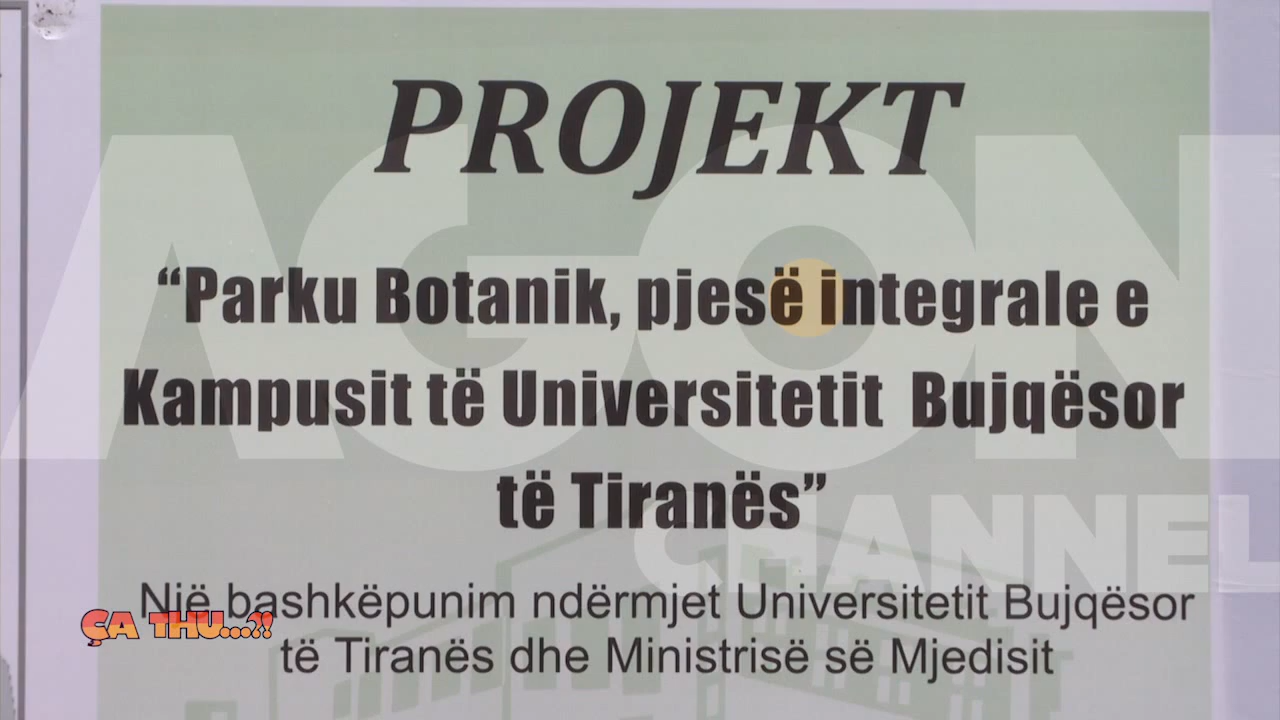 PROJEKT
“Parku Botanik, pjesë integrale e
Kampusit të Universitetit Bujqësor
të Tiranës”
Një bashkëpunim ndërmjet Universitetit Bujqësor
të Tiranës dhe Ministrisë së Mjedisit
ÇA THU...?!
AGON
CHANNEL